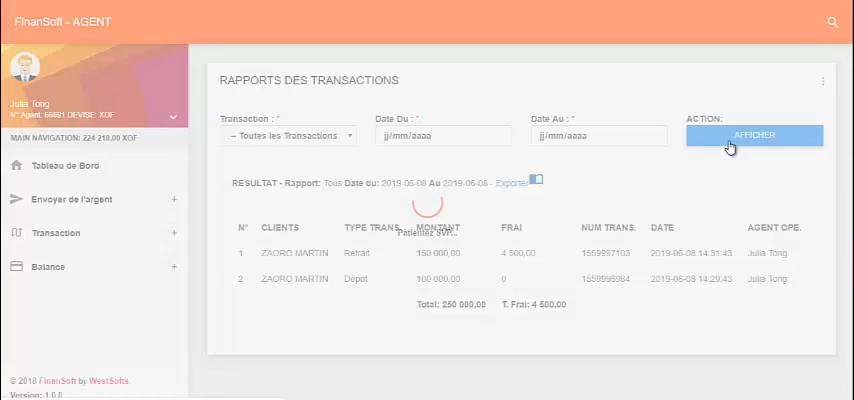 FinanSoft - AGENT
Julia Tong
N° Agent: 66681 DEVISE: XOF
MAIN NAVIGATION: 224 218,00 XOF
Tableau de Bord
Envoyer de l'argent +
Transaction +
Balance +
© 2018 FinanSoft by WestSofts.
Version: 1.0.0
RAPPORTS DES TRANSACTIONS
Transaction : * Date Du : * Date Au : * ACTION:
-- Toutes les Transactions jj/mm/aaaa jj/mm/aaaa AFFICHER
RESULTAT - Rapport: Tous Date du: 2019-06-08 Au 2019-06-08 - Exporter
Patientez SVP...
N° CLIENTS TYPE TRANS. MONTANT FRAI NUM TRANS. DATE AGENT OPE.
1 ZAORO MARTIN Retrait 150 000,00 4 500,00 1559997103 2019-06-08 14:31:43 Julia Tong
2 ZAORO MARTIN Dépot 100 000,00 0 1559996984 2019-06-08 14:29:43 Julia Tong
Total: 250 000,00 T. Frai: 4 500,00